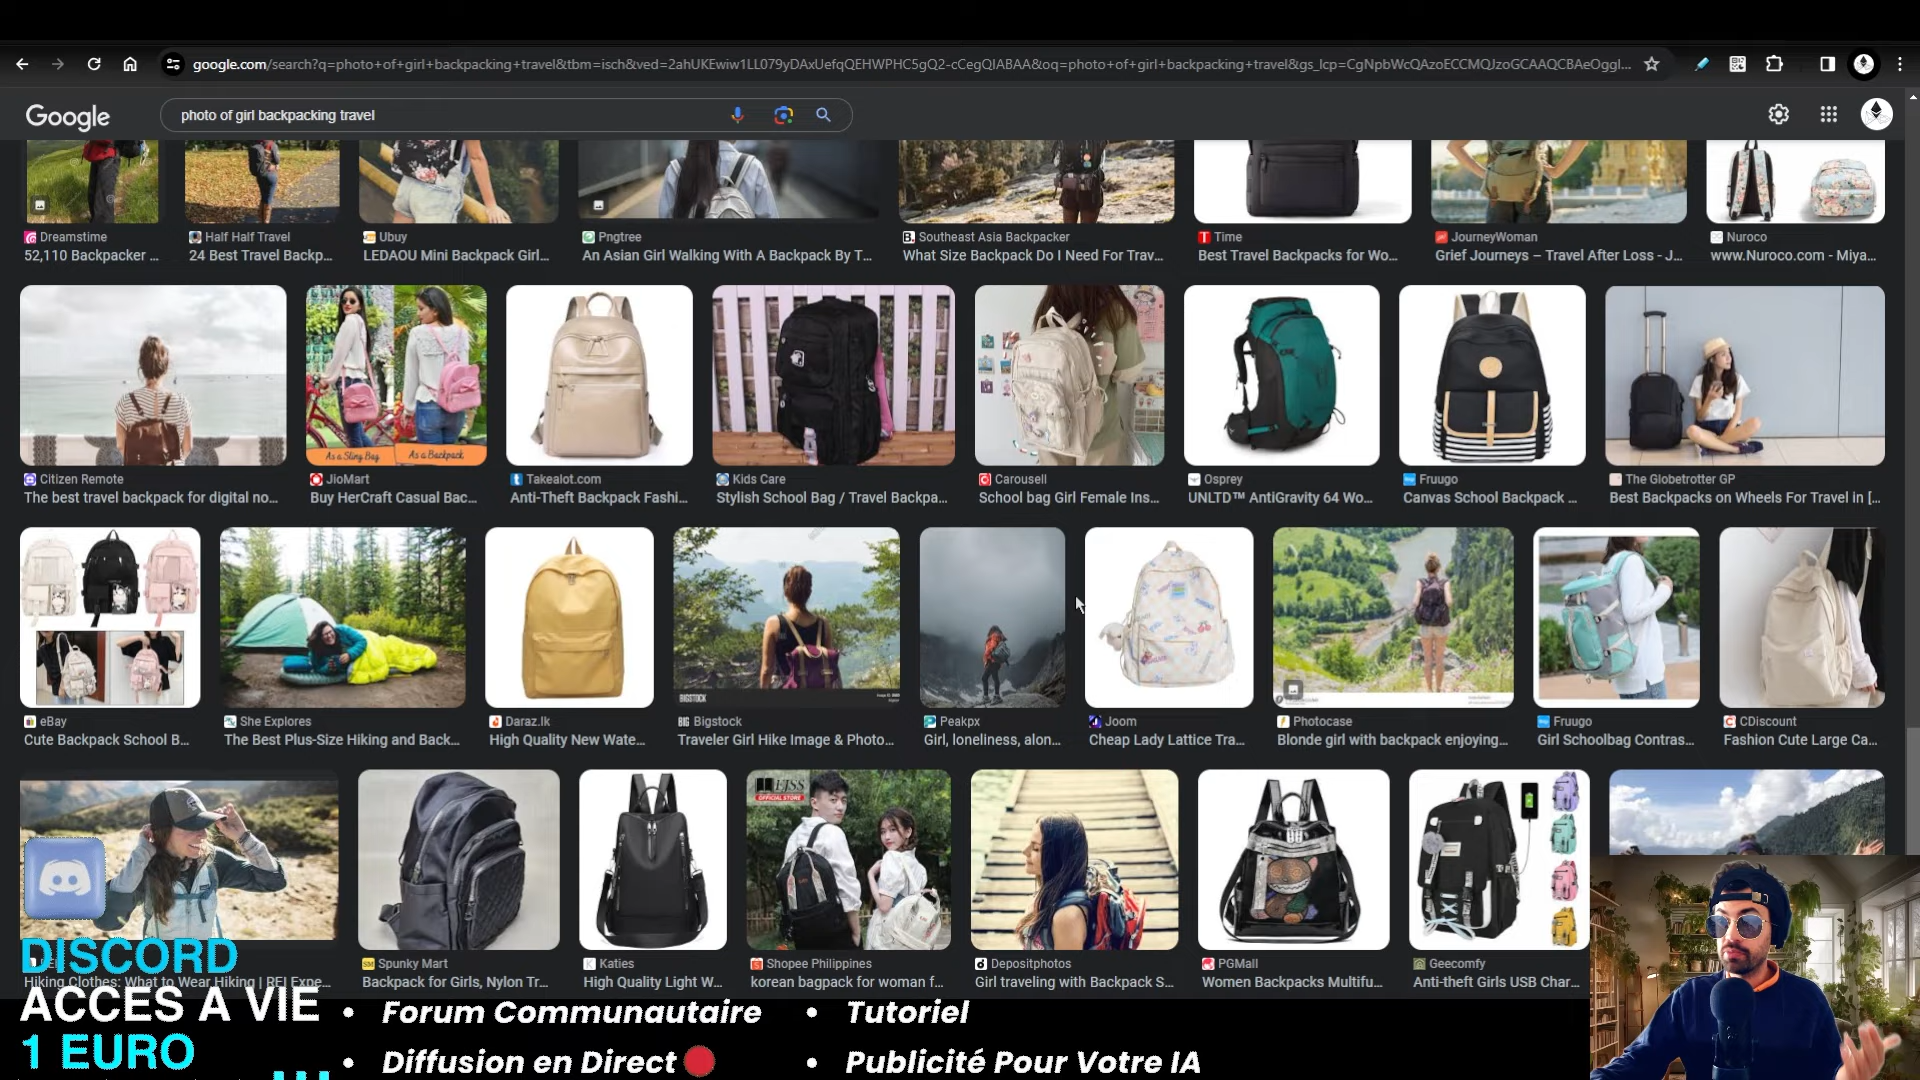 google.com/search?q=photo+of+girl+backpacking+travel&tbm=isch&ved=2ahUKEwiw1LL079yDAxUefqQEHWPHC5gQ2-cCegQIABAA&oq=photo+of+girl+backpacking+travel&gs_lcp=CgNpbWcQAzoECCMQJzoGCAAQCBAeOggI...
Google
photo of girl backpacking travel
Dreamstime
52,110 Backpacker ...
Half Half Travel
24 Best Travel Backp...
Ubuy
LEDAOU Mini Backpack Girl...
Pngtree
An Asian Girl Walking With A Backpack By T...
Southeast Asia Backpacker
What Size Backpack Do I Need For Trav...
Time
Best Travel Backpacks for Wo...
JourneyWoman
Grief Journeys – Travel After Loss - J...
Nuroco
www.Nuroco.com - Miya...
As a Sling Bag
As a Backpack
Citizen Remote
The best travel backpack for digital no...
JioMart
Buy HerCraft Casual Bac...
Takealot.com
Anti-Theft Backpack Fashi...
Kids Care
Stylish School Bag / Travel Backpa...
Carousell
School bag Girl Female Ins...
Osprey
UNLTD™ AntiGravity 64 Wo...
Fruugo
Canvas School Backpack ...
The Globetrotter GP
Best Backpacks on Wheels For Travel in [...
BIGSTOCK
eBay
Cute Backpack School B...
She Explores
The Best Plus-Size Hiking and Back...
Daraz.lk
High Quality New Wate...
BIG Bigstock
Traveler Girl Hike Image & Photo...
Peakpx
Girl, loneliness, alon...
Joom
Cheap Lady Lattice Tra...
Photocase
Blonde girl with backpack enjoying...
Fruugo
Girl Schoolbag Contras...
CDiscount
Fashion Cute Large Ca...
OFFICIAL STORE
Hiking Clothes: What to Wear Hiking | REI Expe...
SM Spunky Mart
Backpack for Girls, Nylon Tr...
Katies
High Quality Light W...
Shopee Philippines
korean bagpack for woman f...
Depositphotos
Girl traveling with Backpack S...
PGMall
Women Backpacks Multifu...
Geecomfy
Anti-theft Girls USB Char...
DISCORD
ACCES A VIE
1 EURO
• Forum Communautaire
• Tutoriel
• Diffusion en Direct
• Publicité Pour Votre IA